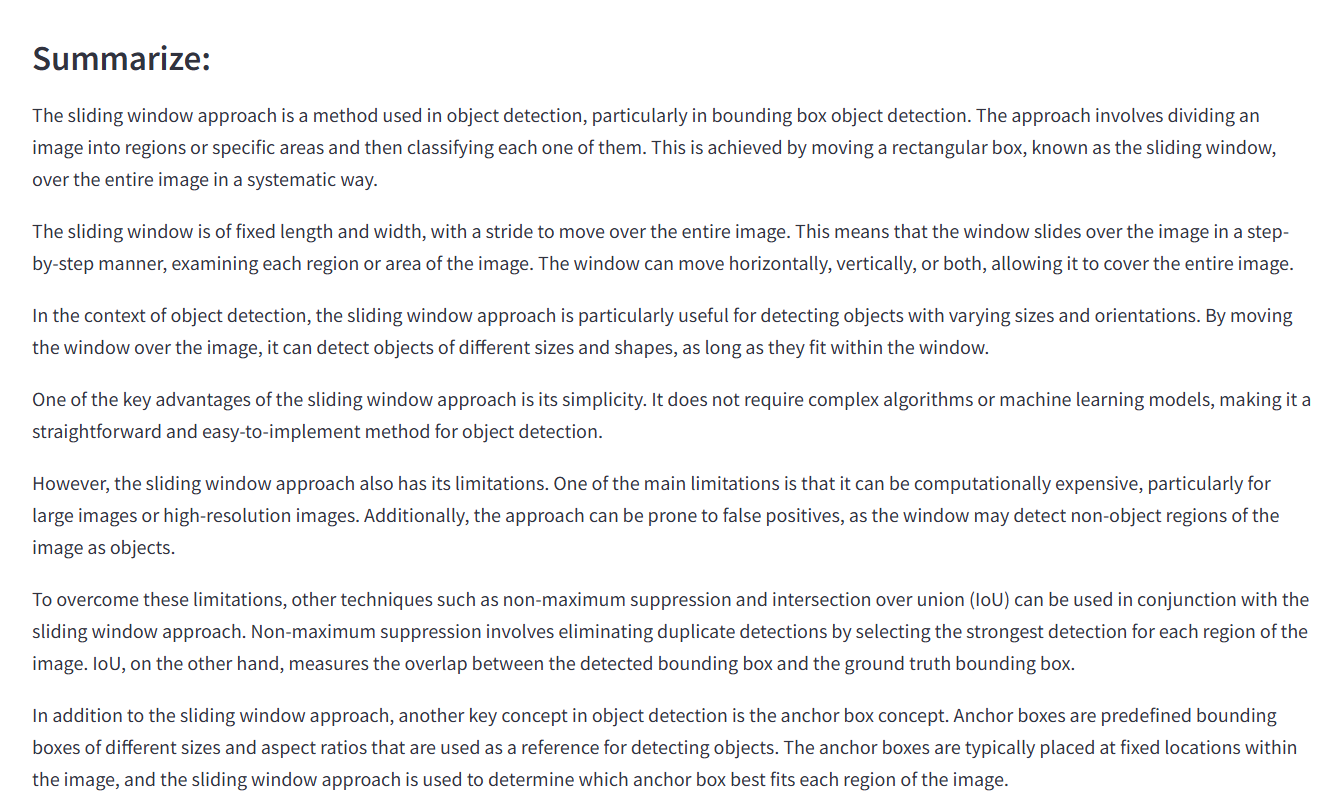 Summarize:
The sliding window approach is a method used in object detection, particularly in bounding box object detection. The approach involves dividing an
image into regions or specific areas and then classifying each one of them. This is achieved by moving a rectangular box, known as the sliding window,
over the entire image in a systematic way.
The sliding window is of fixed length and width, with a stride to move over the entire image. This means that the window slides over the image in a step-
by-step manner, examining each region or area of the image. The window can move horizontally, vertically, or both, allowing it to cover the entire image.
In the context of object detection, the sliding window approach is particularly useful for detecting objects with varying sizes and orientations. By moving
the window over the image, it can detect objects of different sizes and shapes, as long as they fit within the window.
One of the key advantages of the sliding window approach is its simplicity. It does not require complex algorithms or machine learning models, making it a
straightforward and easy-to-implement method for object detection.
However, the sliding window approach also has its limitations. One of the main limitations is that it can be computationally expensive, particularly for
large images or high-resolution images. Additionally, the approach can be prone to false positives, as the window may detect non-object regions of the
image as objects.
To overcome these limitations, other techniques such as non-maximum suppression and intersection over union (IoU) can be used in conjunction with the
sliding window approach. Non-maximum suppression involves eliminating duplicate detections by selecting the strongest detection for each region of the
image. IoU, on the other hand, measures the overlap between the detected bounding box and the ground truth bounding box.
In addition to the sliding window approach, another key concept in object detection is the anchor box concept. Anchor boxes are predefined bounding
boxes of different sizes and aspect ratios that are used as a reference for detecting objects. The anchor boxes are typically placed at fixed locations within
the image, and the sliding window approach is used to determine which anchor box best fits each region of the image.